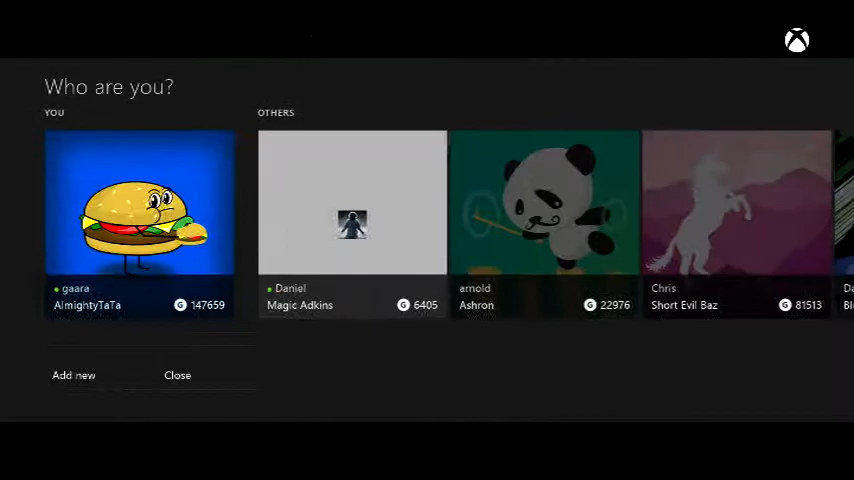 Who are you?
YOU
OTHERS
gaara
AlmightyTaTa
G 147659
Daniel
Magic Adkins
G 6405
arnold
Ashron
G 22976
Chris
Short Evil Baz
G 81513
Da
Add new
Close